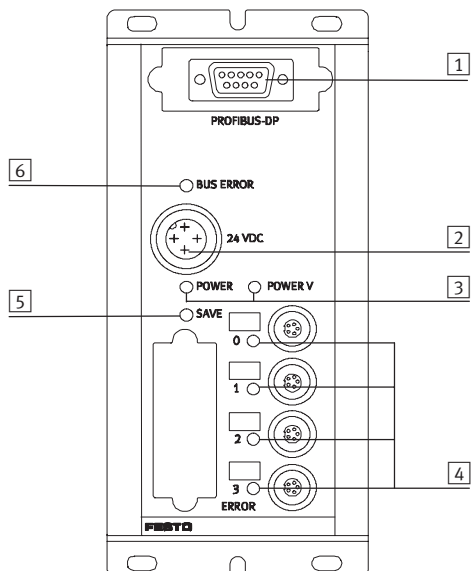 1
PROFIBUS-DP
6
BUS ERROR
24 VDC
2
POWER
POWER V
3
5
SAVE
0
1
2
3
4
ERROR
FESTO